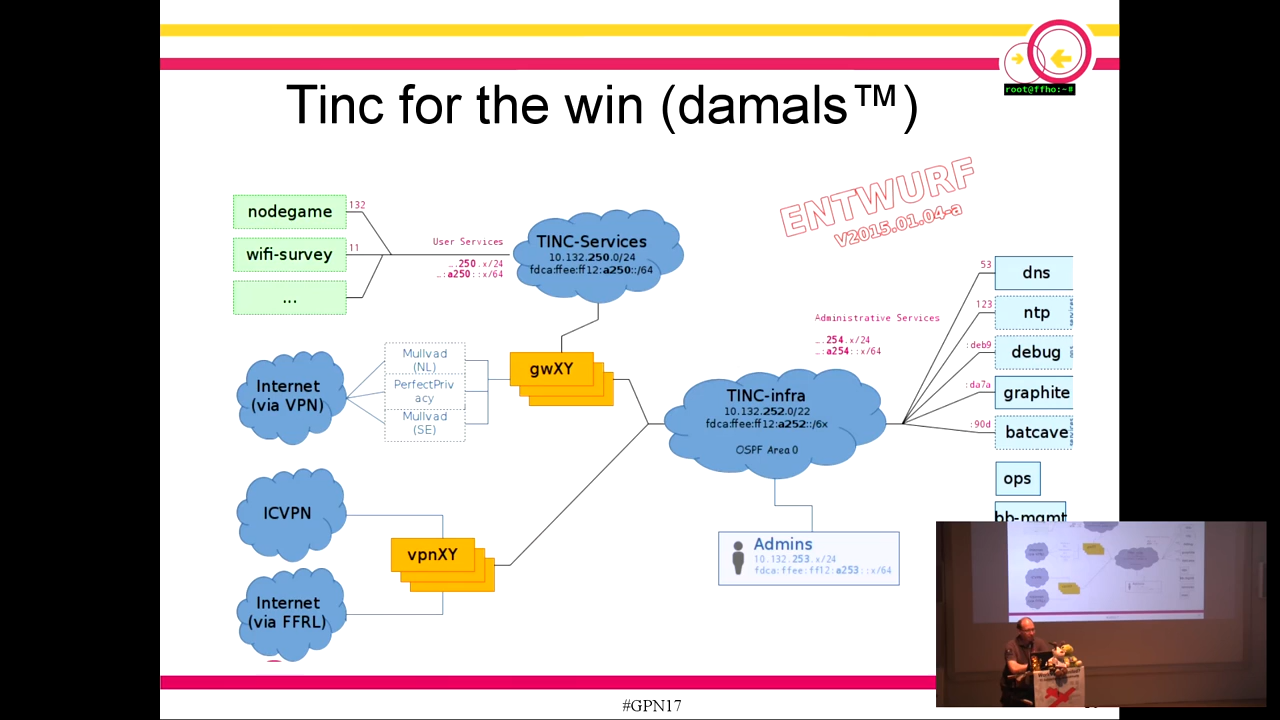 root@ffho:~#
Tinc for the win (damals™)
ENTWURF
v2015.01.04-a
nodegame
132
wifi-survey
11
...
User Services
….250.x/24
…:a250::x/64
TINC-Services
10.132.250.0/24
fdca:ffee:ff12:a250::/64
53
dns
123
ntp
:deb9
debug
:da7a
graphite
:90d
batcave
ops
bb-mgmt
Administrative Services
….254.x/24
…:a254::x/64
Internet
(via VPN)
Mullvad
(NL)
PerfectPriv
acy
Mullvad
(SE)
gwXY
TINC-infra
10.132.252.0/22
fdca:ffee:ff12:a252::/6x
OSPF Area 0
ICVPN
vpnXY
Internet
(via FFRL)
Admins
10.132.253.x/24
fdca:ffee:ff12:a253::x/64
#GPN17